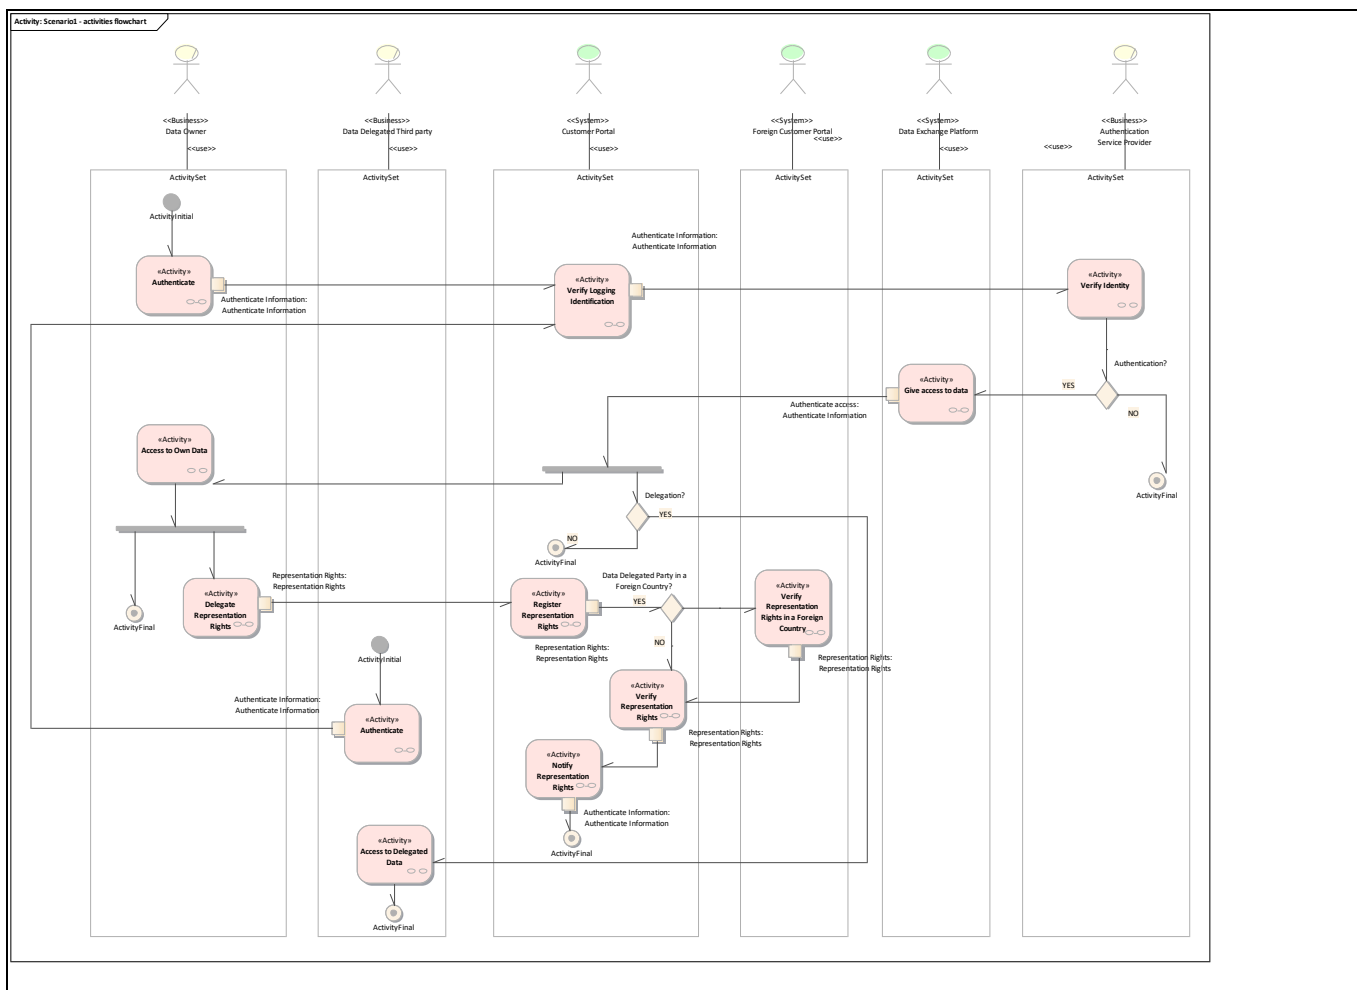 Activity: Scenario1 - activities flowchart
<<Business>>
Data Owner
<<use>>
<<Business>>
Data Delegated Third party
<<use>>
<<System>>
Customer Portal
<<use>>
<<System>>
Foreign Customer Portal
<<use>>
<<System>>
Data Exchange Platform
<<use>>
<<Business>>
Authentication
Service Provider
<<use>>
ActivitySet
ActivitySet
ActivitySet
ActivitySet
ActivitySet
ActivitySet
ActivityInitial
«Activity»
Authenticate
Authenticate Information:
Authenticate Information
«Activity»
Verify Logging
Identification
Authenticate Information:
Authenticate Information
«Activity»
Verify Identity
Authentication?
YES
NO
ActivityFinal
«Activity»
Give access to data
Authenticate access:
Authenticate Information
«Activity»
Access to Own Data
Delegation?
YES
NO
ActivityFinal
ActivityFinal
«Activity»
Delegate
Representation
Rights
Representation Rights:
Representation Rights
«Activity»
Register
Representation
Rights
Representation Rights:
Representation Rights
Data Delegated Party in a
Foreign Country?
YES
NO
«Activity»
Verify
Representation
Rights in a Foreign
Country
Representation Rights:
Representation Rights
«Activity»
Verify
Representation
Rights
Representation Rights:
Representation Rights
ActivityInitial
Authenticate Information:
Authenticate Information
«Activity»
Authenticate
«Activity»
Notify
Representation
Rights
Authenticate Information:
Authenticate Information
ActivityFinal
«Activity»
Access to Delegated
Data
ActivityFinal